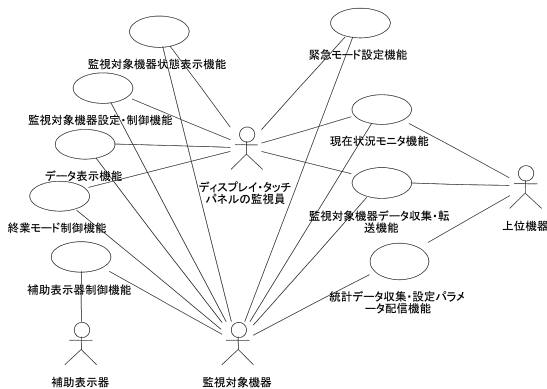 監視対象機器状態表示機能
緊急モード設定機能
監視対象機器設定・制御機能
現在状況モニタ機能
データ表示機能
ディスプレイ・タッチ
パネルの監視員
監視対象機器データ収集・転
送機能
上位機器
終業モード制御機能
補助表示器制御機能
統計データ収集・設定パラメ
ータ配信機能
補助表示器
監視対象機器